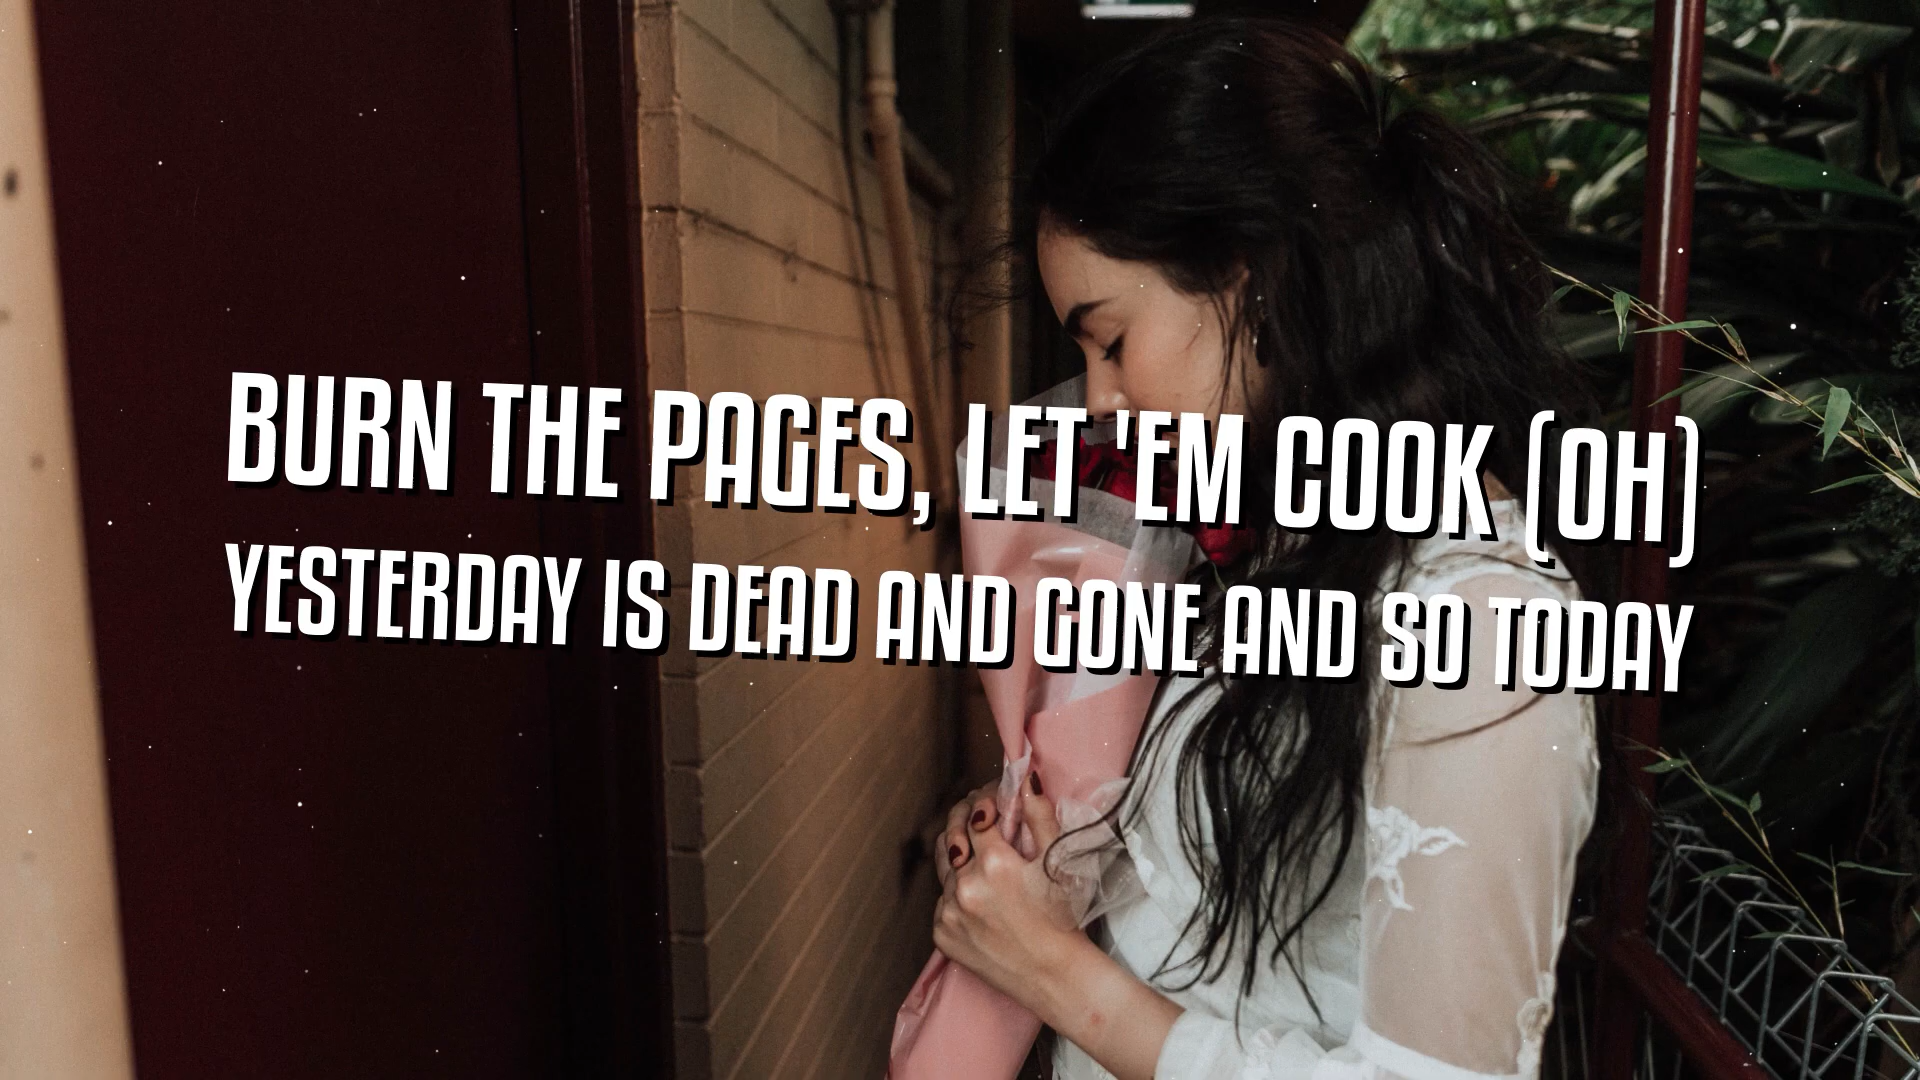 BURN THE PAGES, LET 'EM COOK (OH)
YESTERDAY IS DEAD AND GONE AND SO TODAY